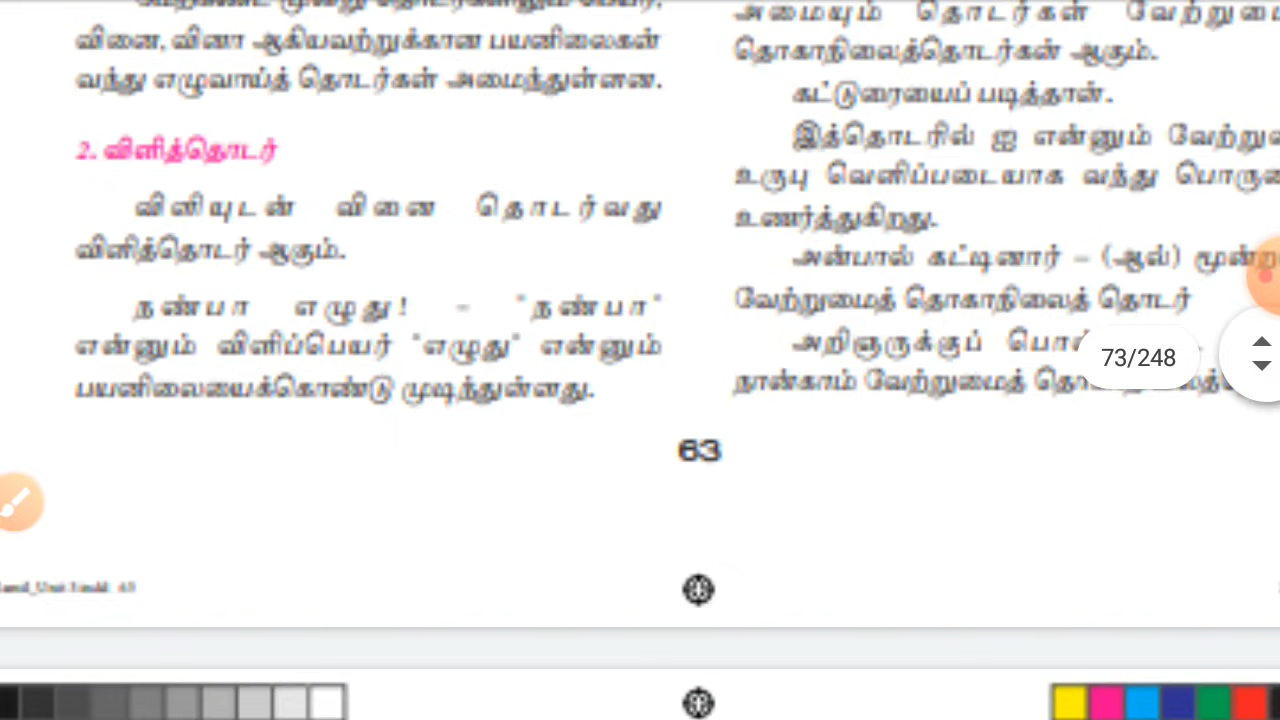 வினை, வினா ஆகியவற்றுக்கான பயனிலைகள்
வந்து எழுவாய்த் தொடர்கள் அமைந்துள்ளன.
2. விளித்தொடர்
விளியுடன் வினை தொடர்வது
விளித்தொடர் ஆகும்.
நண்பா எழுது! – "நண்பா"
என்னும் விளிப்பெயர் "எழுது" என்னும்
பயனிலையைக்கொண்டு முடிந்துள்ளது.
அமையும் தொடர்கள்
தொகாநிலைத்தொடர்கள் ஆகும்.
கட்டுரையைப் படித்தான்.
இத்தொடரில் ஐ என்னும்
உருபு வெளிப்படையாக வந்து
உணர்த்துகிறது.
அன்பால் கட்டினார் – (ஆல்)
வேற்றுமைத் தொகாநிலைத் தொடர்
அறிஞருக்குப்
நான்காம் வேற்றுமைத்
73/248
63